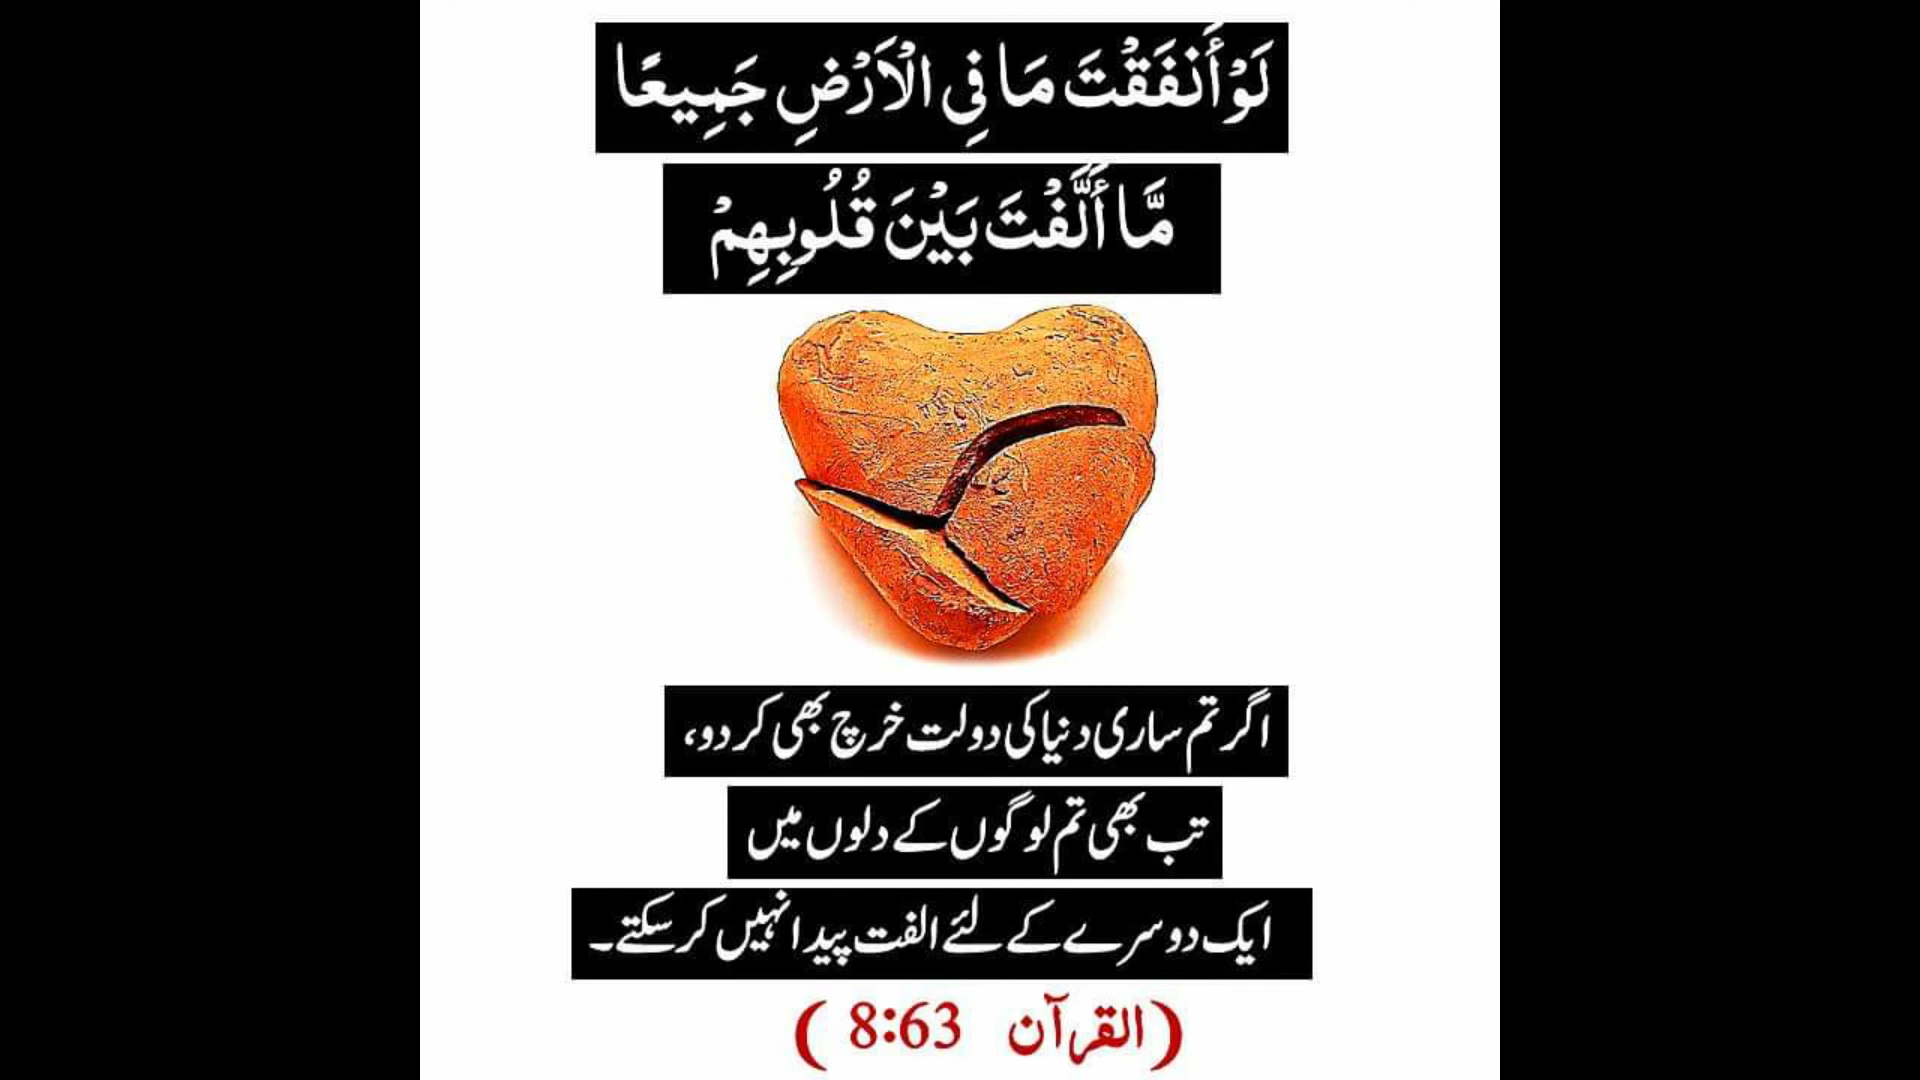 لَوْ أَنفَقْتَ مَا فِي الْاَرْضِ جَمِيعًا
مَّا أَلَّفْتَ بَيْنَ قُلُوبِهِمْ
اگر تم ساری دنیا کی دولت خرچ بھی کر دو،
تب بھی تم لوگوں کے دلوں میں
ایک دوسرے کے لئے الفت پیدا نہیں کر سکتے۔
(القرآن 8:63)